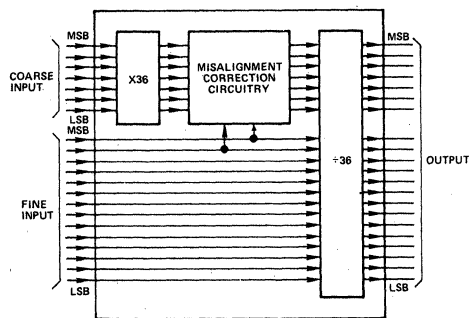 MSB
COARSE
INPUT
LSB
X36
MISALIGNMENT
CORRECTION
CIRCUITRY
MSB
MSB
FINE
INPUT
LSB
÷36
OUTPUT
LSB